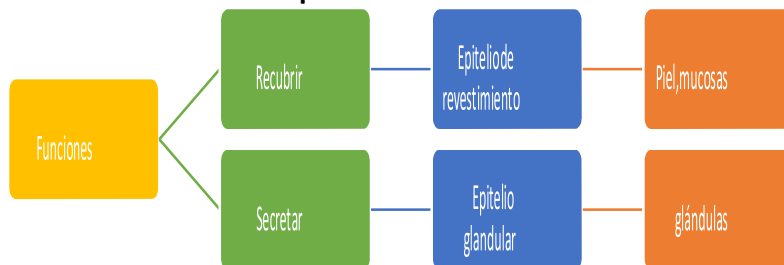 Recubrir
Epiteliode
revestimiento
Piel,mucosas
Funciones
Secretar
Epitelio
glandular
glándulas